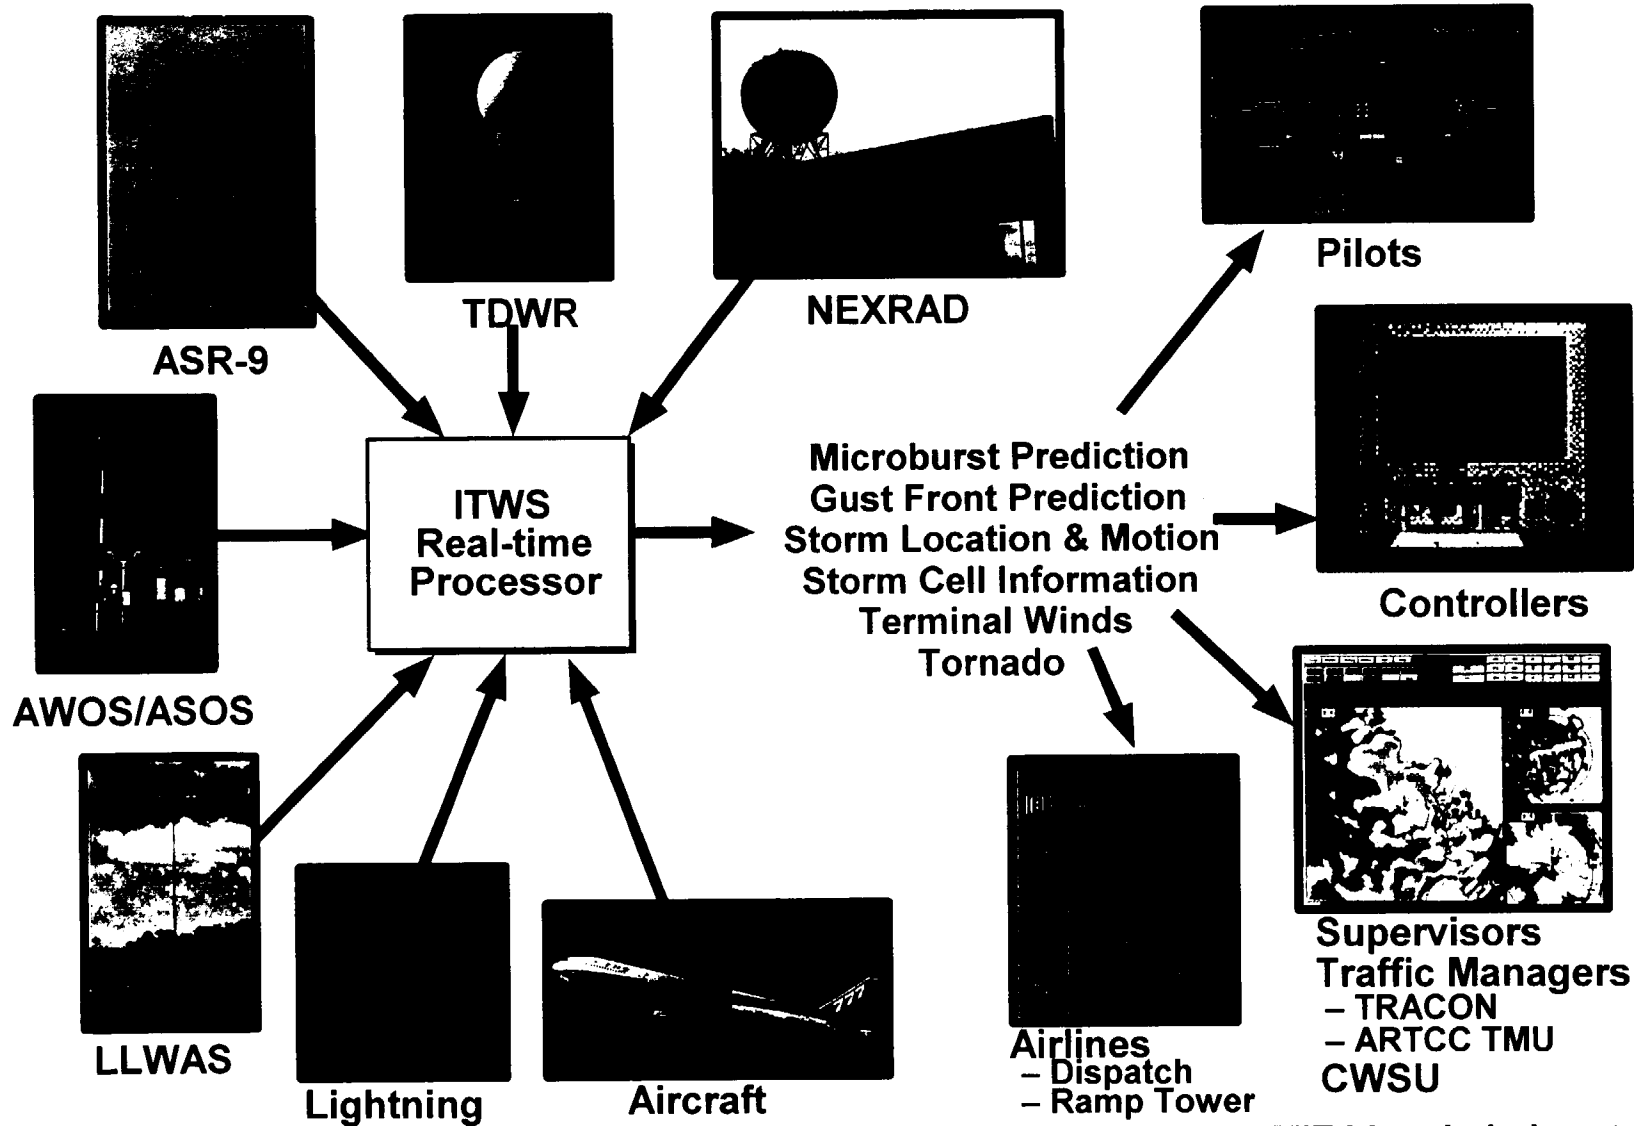 TDWR
NEXRAD
Pilots
ASR-9
ITWS
Real-time
Processor
Microburst Prediction
Gust Front Prediction
Storm Location & Motion
Storm Cell Information
Terminal Winds
Tornado
Controllers
AWOS/ASOS
LLWAS
Lightning
777
Aircraft
Airlines
– Dispatch
– Ramp Tower
Supervisors
Traffic Managers
– TRACON
– ARTCC TMU
CWSU